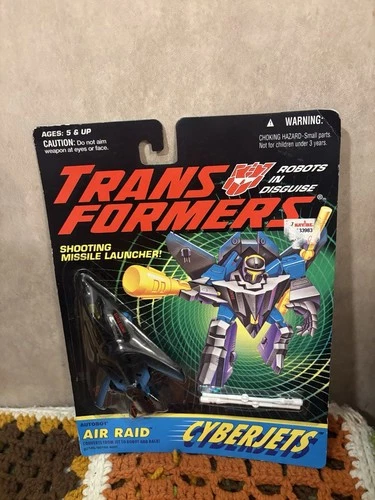 AGES: 5 & UP
CAUTION: Do not aim
weapon at eyes or face.
WARNING:
CHOKING HAZARD-Small parts.
Not for children under 3 years.
TRANS
FORMERS
ROBOTS
IN
DISGUISE
SHOOTING
MISSILE LAUNCHER!
AUTOBOT
AIR RAID
CYBERJETS